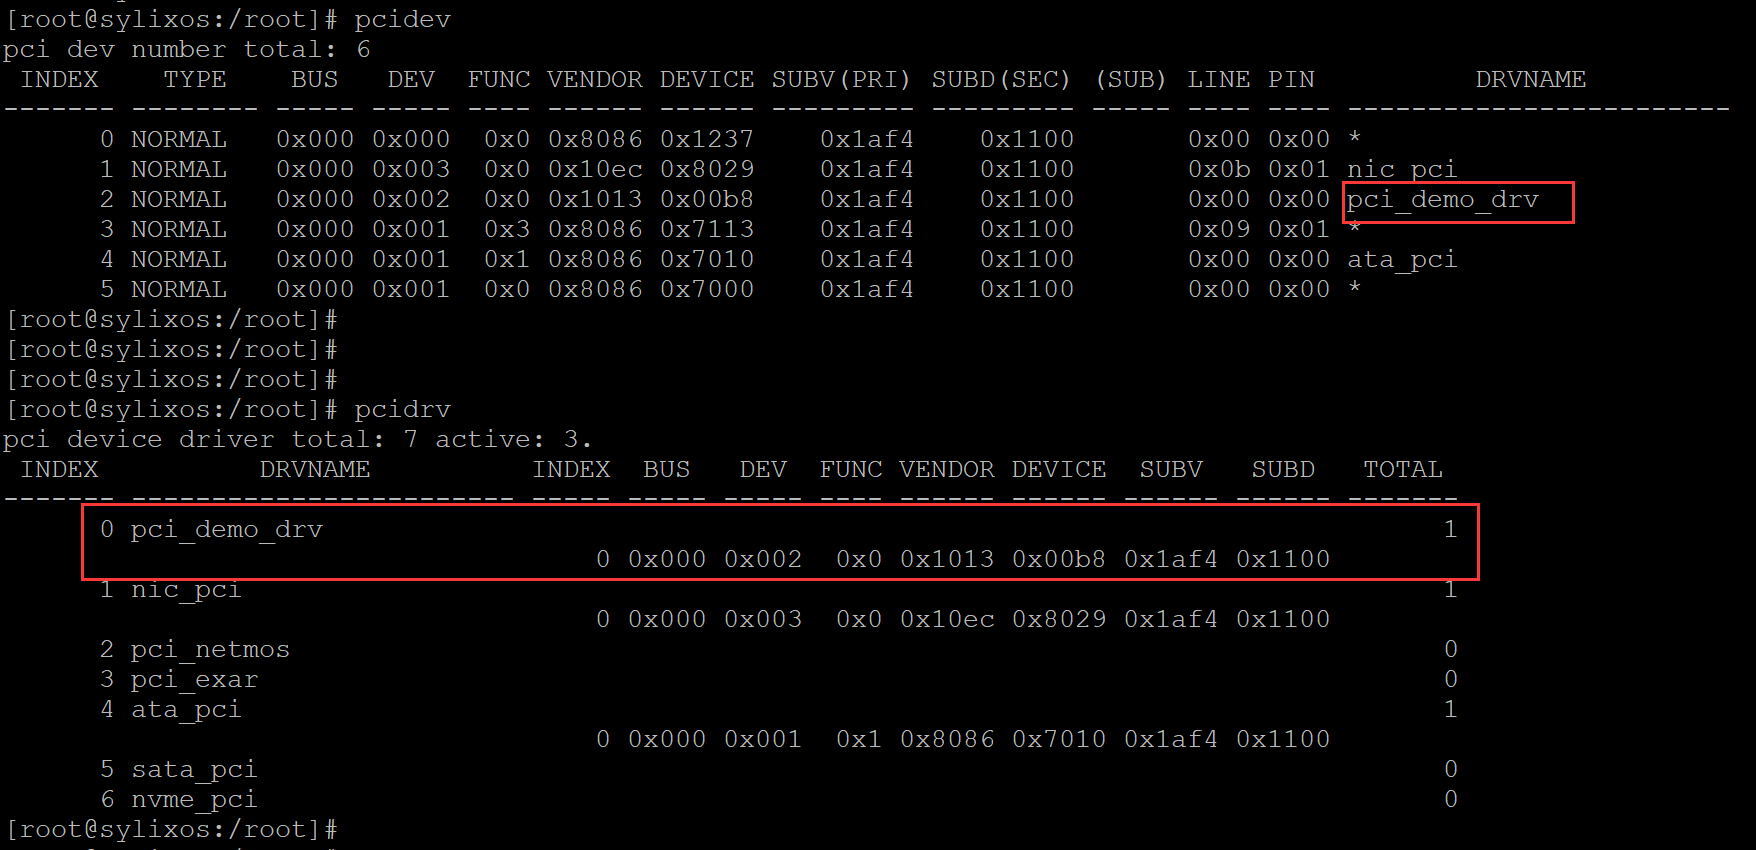 [root@sylixos:/root]# pcidev
pci dev number total: 6
 INDEX    TYPE    BUS   DEV  FUNC VENDOR DEVICE SUBV(PRI) SUBD(SEC) (SUB) LINE PIN          DRVNAME
------- -------- ----- ----- ---- ------ ------ --------- --------- ----- ---- ---- ------------------------
      0 NORMAL   0x000 0x000  0x0 0x8086 0x1237    0x1af4    0x1100       0x00 0x00 *
      1 NORMAL   0x000 0x003  0x0 0x10ec 0x8029    0x1af4    0x1100       0x0b 0x01 nic_pci
      2 NORMAL   0x000 0x002  0x0 0x1013 0x00b8    0x1af4    0x1100       0x00 0x00 pci_demo_drv
      3 NORMAL   0x000 0x001  0x3 0x8086 0x7113    0x1af4    0x1100       0x09 0x01 *
      4 NORMAL   0x000 0x001  0x1 0x8086 0x7010    0x1af4    0x1100       0x00 0x00 ata_pci
      5 NORMAL   0x000 0x001  0x0 0x8086 0x7000    0x1af4    0x1100       0x00 0x00 *
[root@sylixos:/root]#
[root@sylixos:/root]#
[root@sylixos:/root]#
[root@sylixos:/root]# pcidrv
pci device driver total: 7 active: 3.
 INDEX          DRVNAME          INDEX  BUS   DEV  FUNC VENDOR DEVICE  SUBV   SUBD   TOTAL
------- ------------------------ ----- ----- ----- ---- ------ ------ ------ ------ -------
      0 pci_demo_drv                                                                      1
                                     0 0x000 0x002  0x0 0x1013 0x00b8 0x1af4 0x1100
      1 nic_pci                                                                           1
                                     0 0x000 0x003  0x0 0x10ec 0x8029 0x1af4 0x1100
      2 pci_netmos                                                                        0
      3 pci_exar                                                                          0
      4 ata_pci                                                                           1
                                     0 0x000 0x001  0x1 0x8086 0x7010 0x1af4 0x1100
      5 sata_pci                                                                          0
      6 nvme_pci                                                                          0
[root@sylixos:/root]#